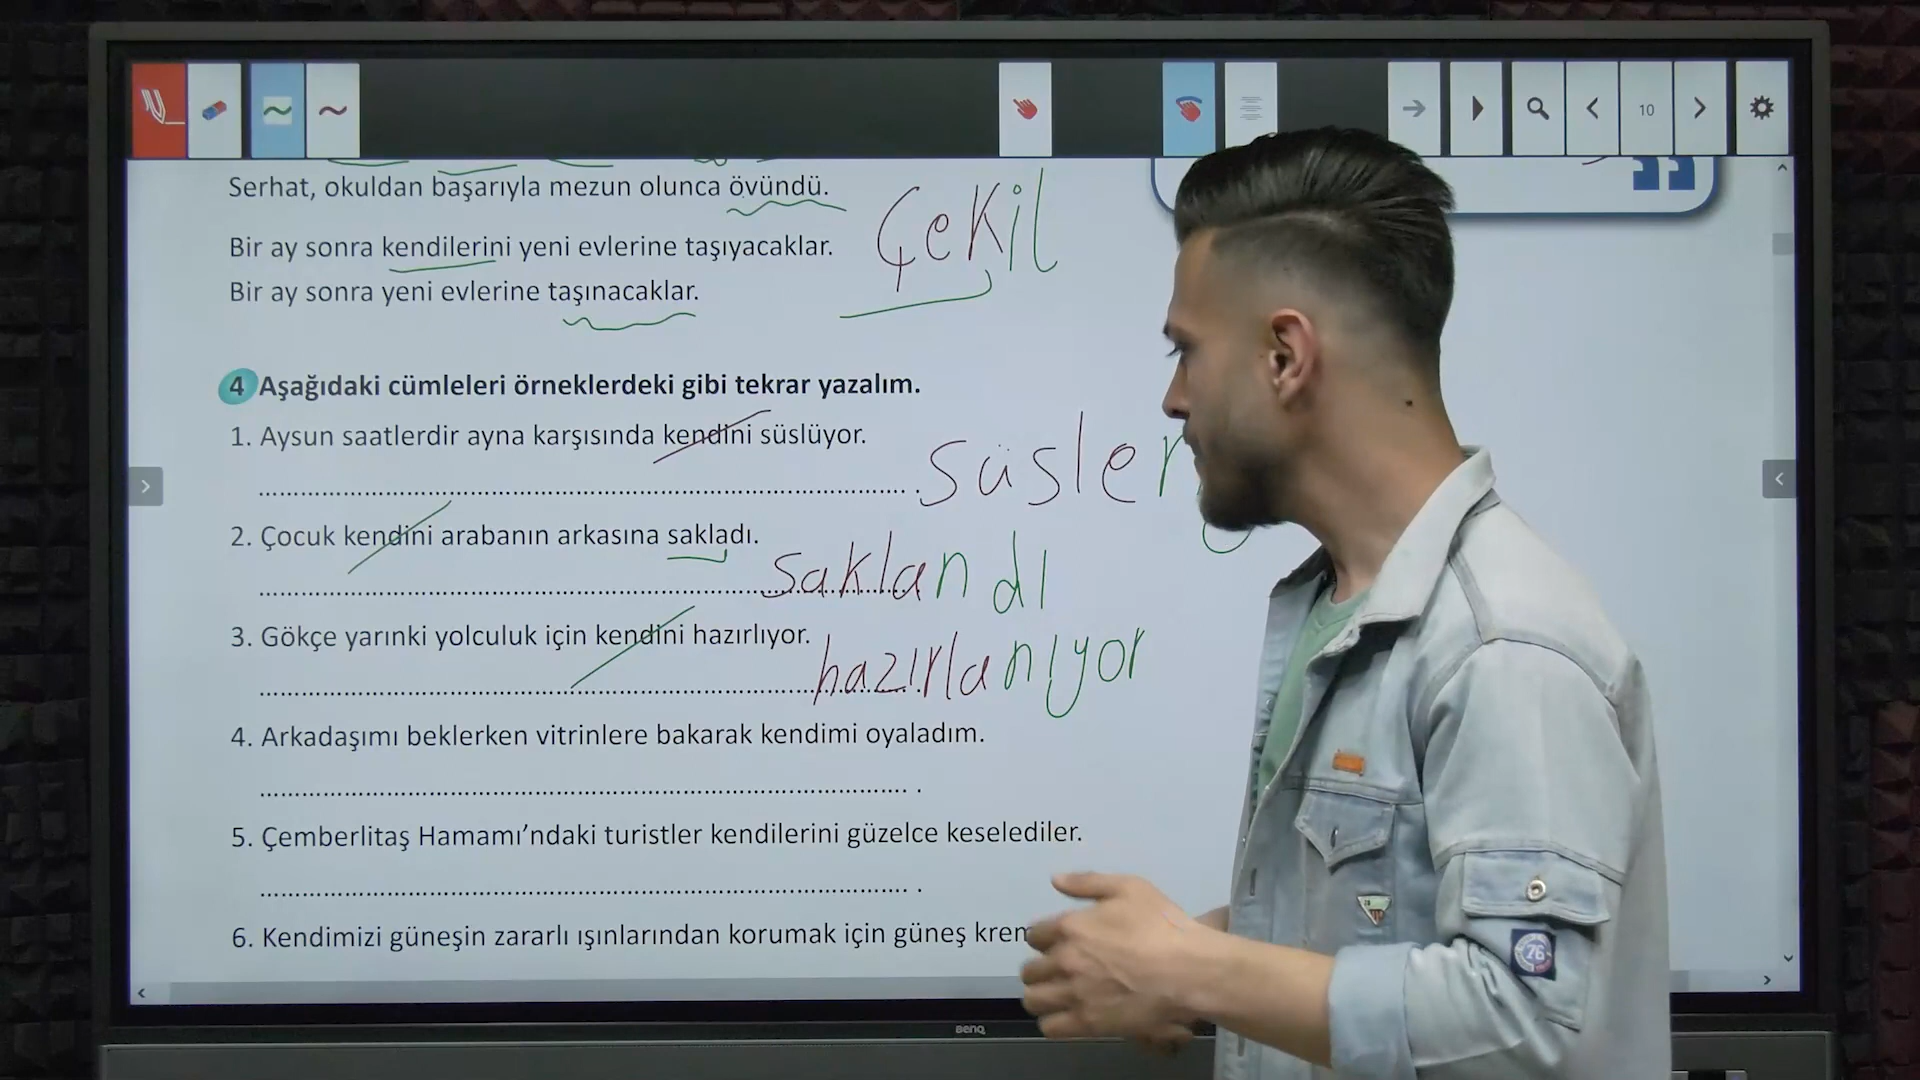 10
Serhat, okuldan başarıyla mezun olunca övündü.
Çekil
Bir ay sonra kendilerini yeni evlerine taşıyacaklar.
Bir ay sonra yeni evlerine taşınacaklar.
4 Aşağıdaki cümleleri örneklerdeki gibi tekrar yazalım.
1. Aysun saatlerdir ayna karşısında kendini süslüyor.
süslen
2. Çocuk kendini arabanın arkasına sakladı.
saklandı
3. Gökçe yarınki yolculuk için kendini hazırlıyor.
hazırlanıyor
4. Arkadaşımı beklerken vitrinlere bakarak kendimi oyaladım.
5. Çemberlitaş Hamamı’ndaki turistler kendilerini güzelce keselediler.
6. Kendimizi güneşin zararlı ışınlarından korumak için güneş krem
76
BenQ